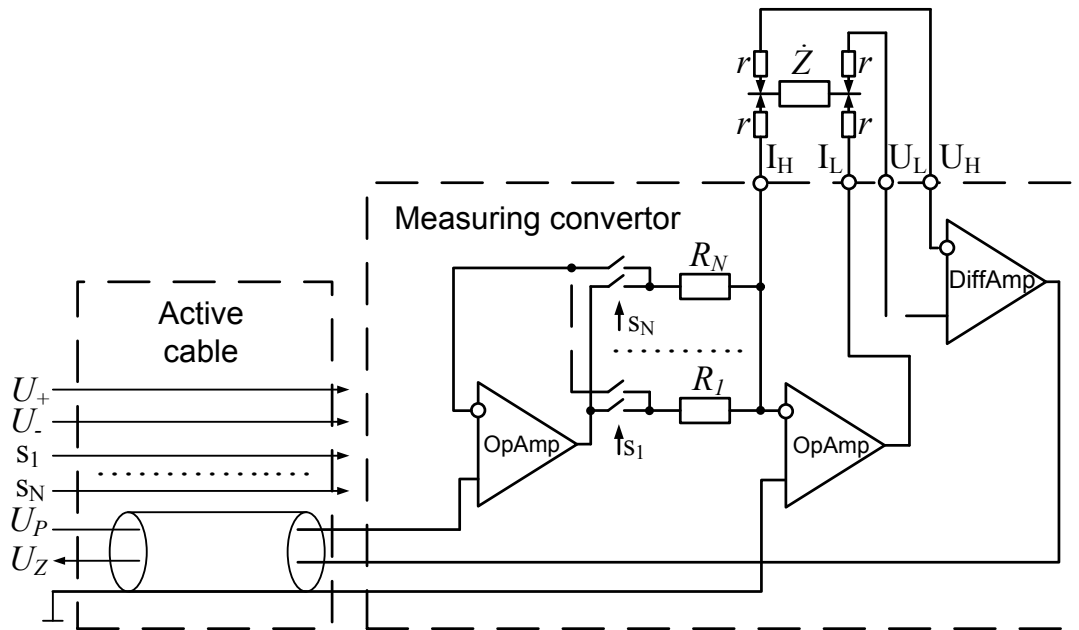 Ż
r
r
r
r
I_H
I_L
U_L
U_H
Measuring convertor
R_N
DiffAmp
Active
cable
s_N
U_+
R_1
U_-
OpAmp
OpAmp
s_1
s_1
s_N
U_P
U_Z